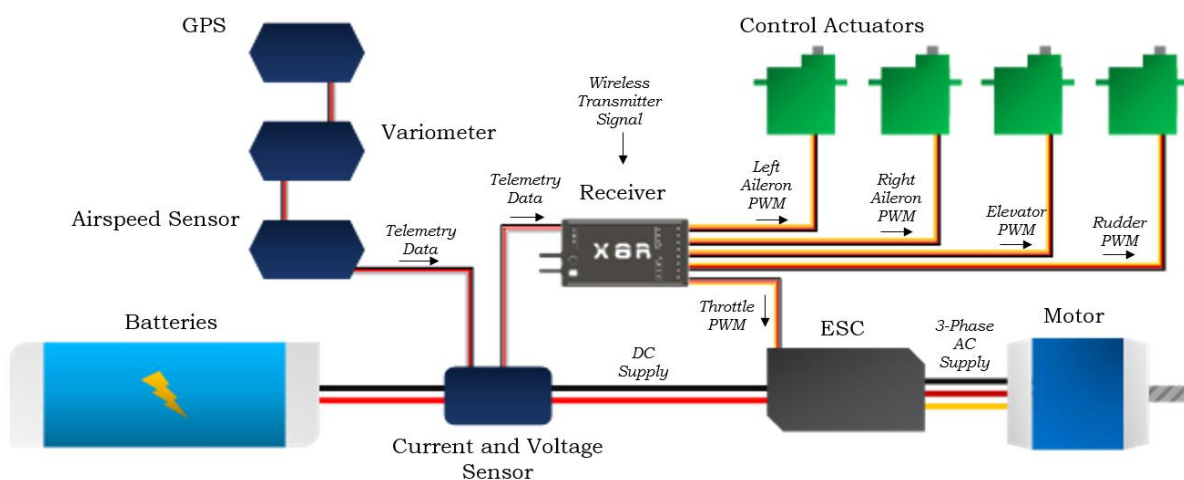 GPS
Control Actuators
Wireless
Transmitter
Signal
Variometer
Receiver
Telemetry
Data
Left
Aileron
PWM
Right
Aileron
PWM
Elevator
PWM
Rudder
PWM
Airspeed Sensor
Telemetry
Data
X8R
Throttle
PWM
Batteries
ESC
Motor
3-Phase
AC
Supply
DC
Supply
Current and Voltage
Sensor